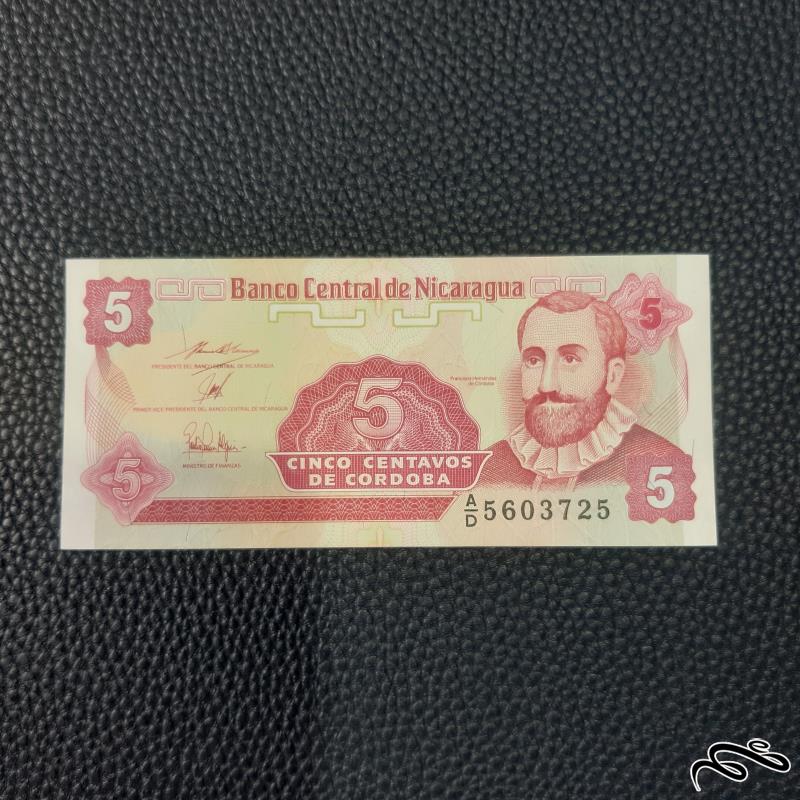 5
Banco Central de Nicaragua
5
PRESIDENTE DEL BANCO CENTRAL DE NICARAGUA
PRIMER VICE-PRESIDENTE DEL BANCO CENTRAL DE NICARAGUA
MINISTRO DE FINANZAS
Francisco Hernández
de Córdoba
5
CINCO CENTAVOS
DE CORDOBA
5
5
A/D 5603725